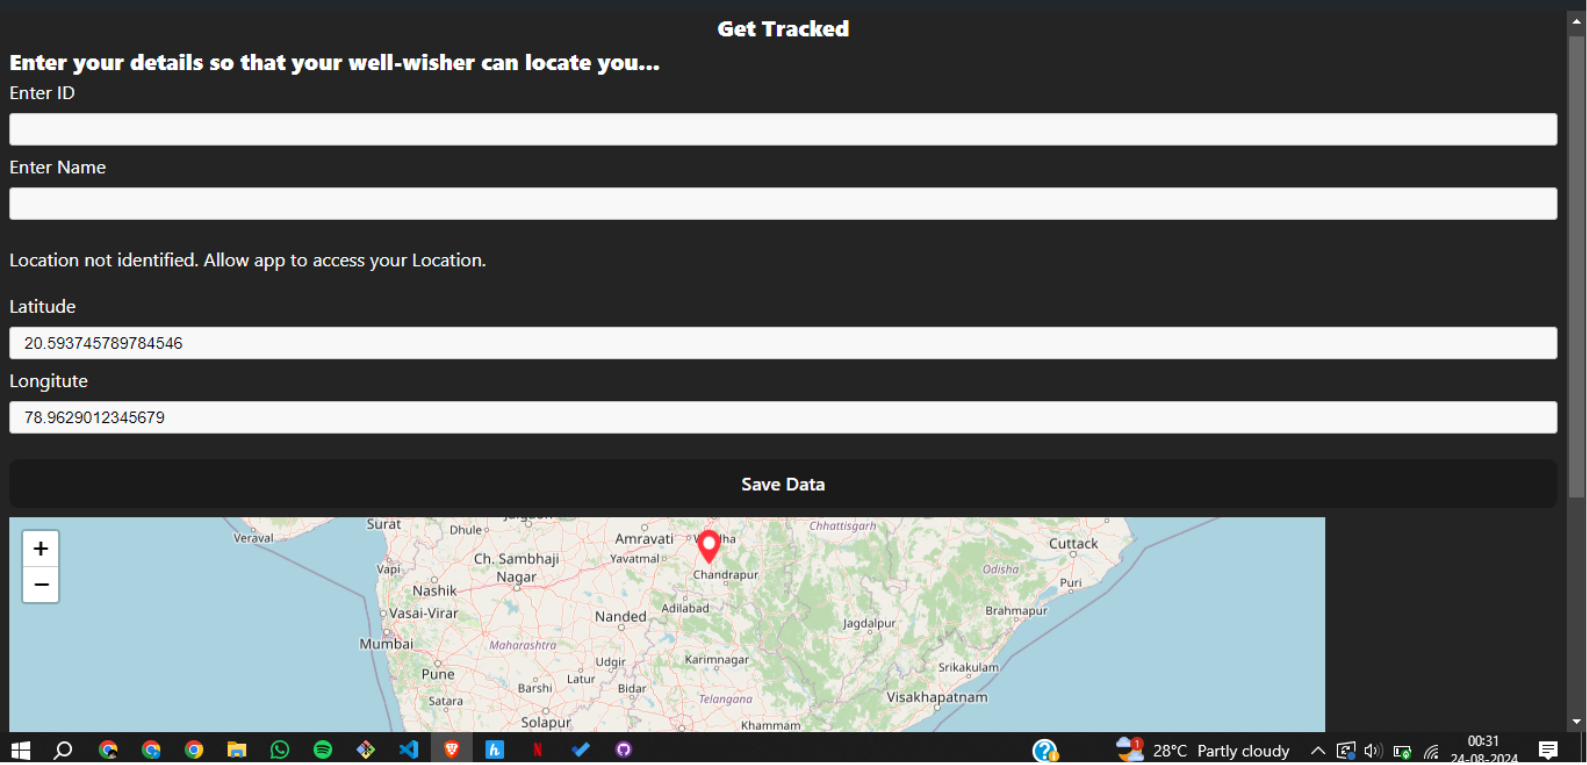 Get Tracked
Enter your details so that your well-wisher can locate you...
Enter ID
Enter Name
Location not identified. Allow app to access your Location.
Latitude
20.593745789784546
Longitute
78.9629012345679
Save Data
+
−
Surat
Dhule
Veraval
Amravati
Chhattisgarh
Cuttack
Ch. Sambhaji
Nagar
Yavatmal
Vapi
Chandrapur
Odisha
Puri
Nashik
Vasai-Virar
Nanded
Adilabad
Brahmapur
Jagdalpur
Mumbai
Maharashtra
Udgir
Karimnagar
Srikakulam
Pune
Barshi
Latur
Bidar
Satara
Telangana
Visakhapatnam
Solapur
Khammam
1
28°C Partly cloudy
00:31
24-08-2024